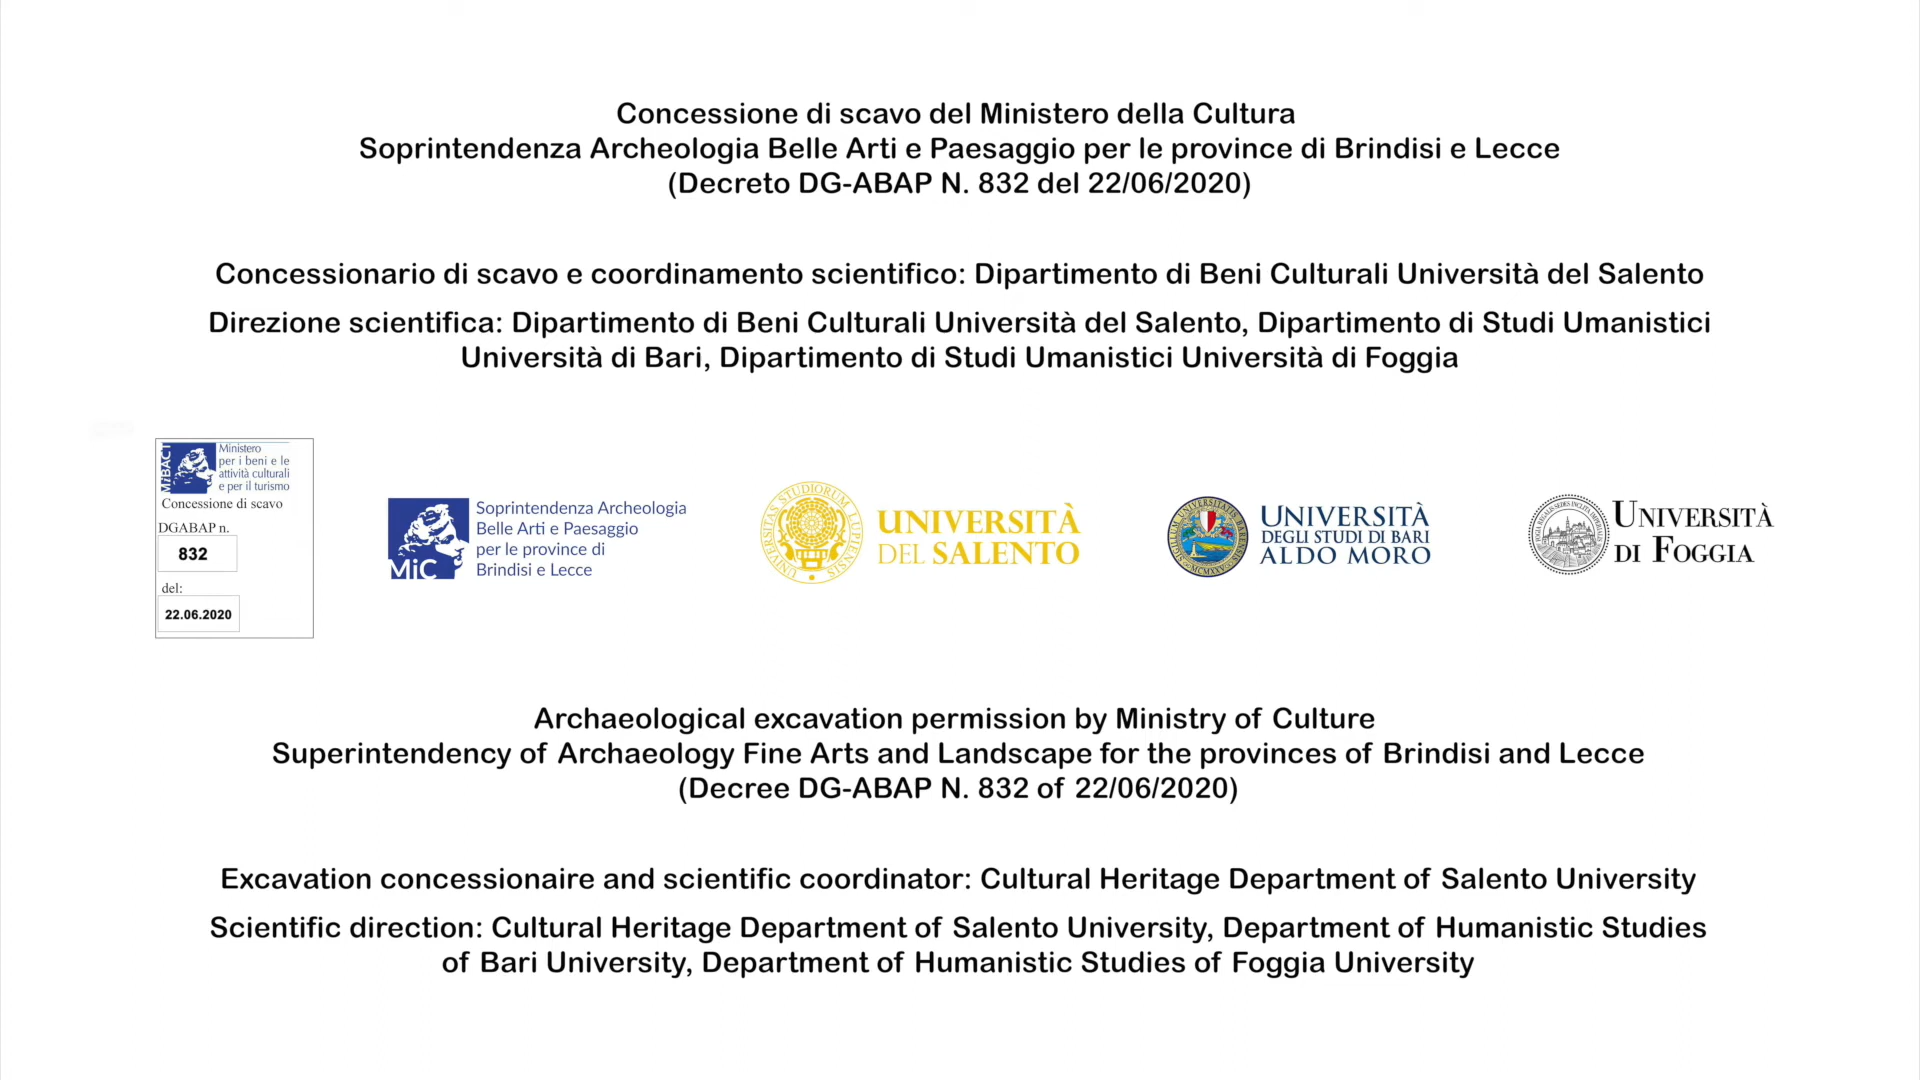 Concessione di scavo del Ministero della Cultura
Soprintendenza Archeologia Belle Arti e Paesaggio per le province di Brindisi e Lecce
(Decreto DG-ABAP N. 832 del 22/06/2020)
Concessionario di scavo e coordinamento scientifico: Dipartimento di Beni Culturali Università del Salento
Direzione scientifica: Dipartimento di Beni Culturali Università del Salento, Dipartimento di Studi Umanistici
Università di Bari, Dipartimento di Studi Umanistici Università di Foggia
MiBACT
Ministero
per i beni e le
attività culturali
e per il turismo
Concessione di scavo
DGABAP n.
832
del:
22.06.2020
MiC
Soprintendenza Archeologia
Belle Arti e Paesaggio
per le province di
Brindisi e Lecce
UNIVERSITAS STUDIORUM LUPIENSIS
UNIVERSITÀ
DEL SALENTO
SIGILLUM UNIVERSITATIS BARENSIS
MCMXXV
UNIVERSITÀ
DEGLI STUDI DI BARI
ALDO MORO
UNIVERSITÀ
DI FOGGIA
Archaeological excavation permission by Ministry of Culture
Superintendency of Archaeology Fine Arts and Landscape for the provinces of Brindisi and Lecce
(Decree DG-ABAP N. 832 of 22/06/2020)
Excavation concessionaire and scientific coordinator: Cultural Heritage Department of Salento University
Scientific direction: Cultural Heritage Department of Salento University, Department of Humanistic Studies
of Bari University, Department of Humanistic Studies of Foggia University